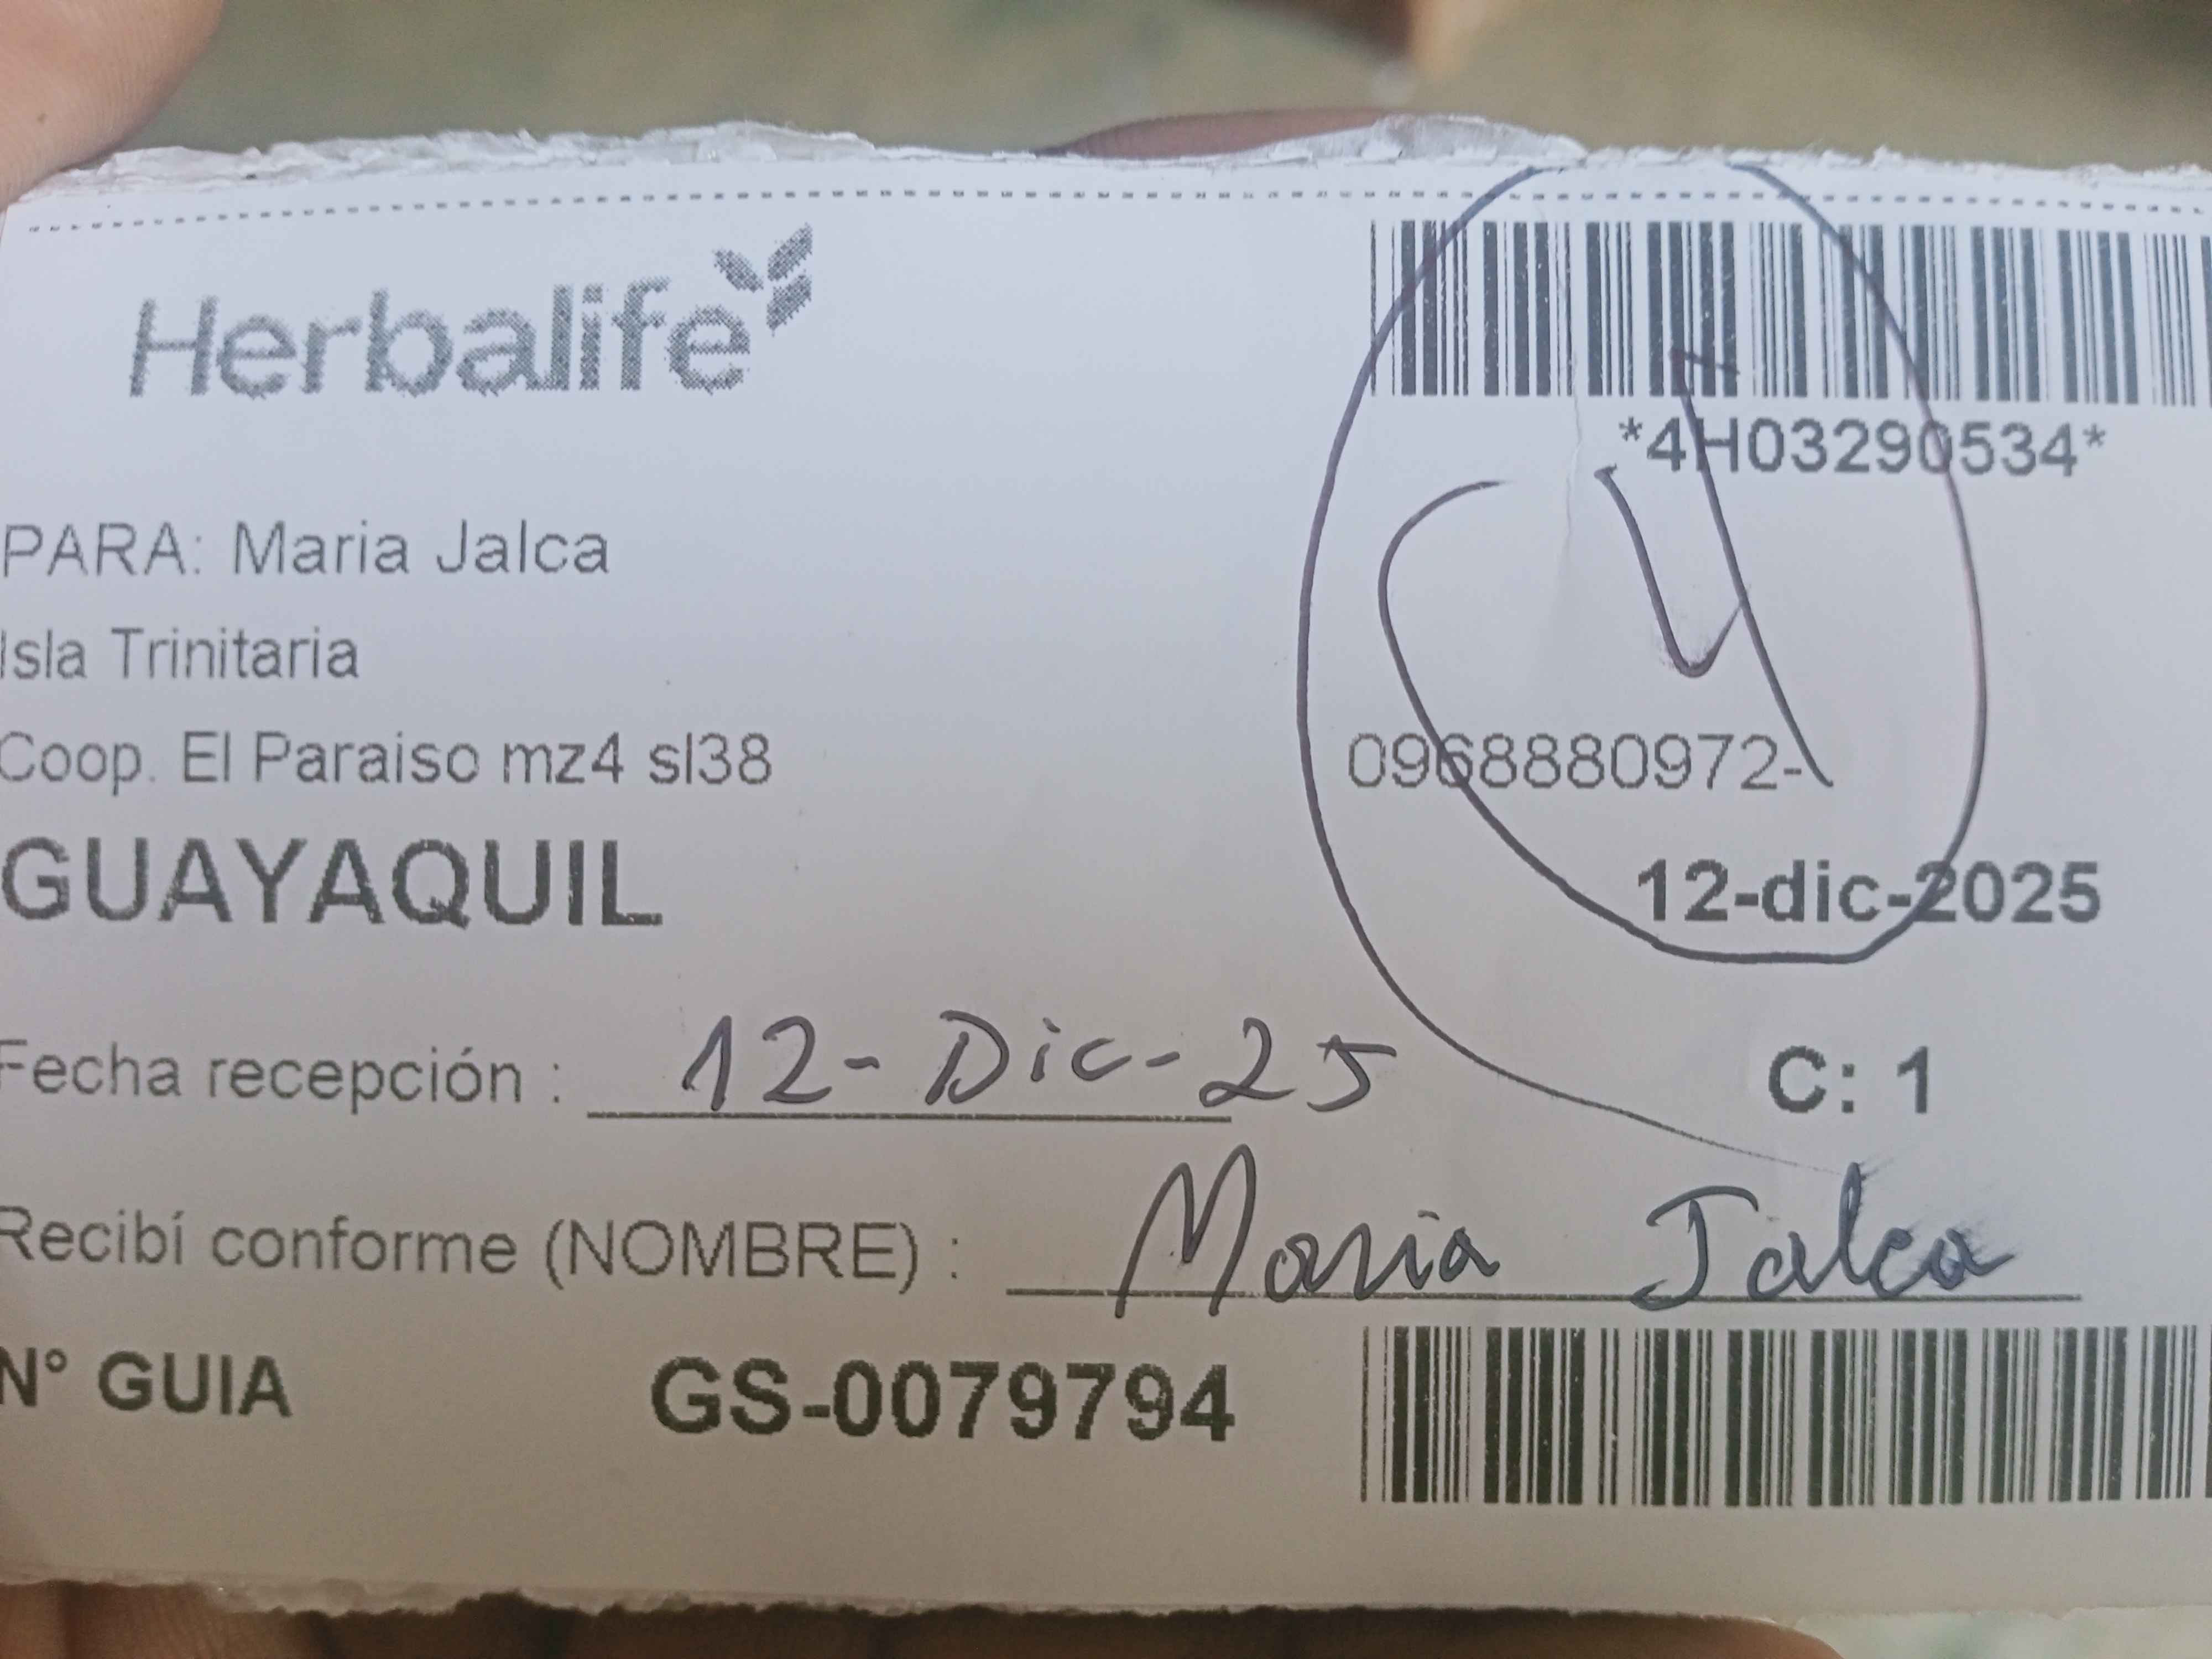 Herbalife
*4H03290534*
PARA: Maria Jalca
Isla Trinitaria
Coop. El Paraiso mz4 sl38
0968880972-
GUAYAQUIL
12-dic-2025
Fecha recepción : 12-Dic-25
C: 1
Recibí conforme (NOMBRE) : Maria Jalca
N° GUIA GS-0079794